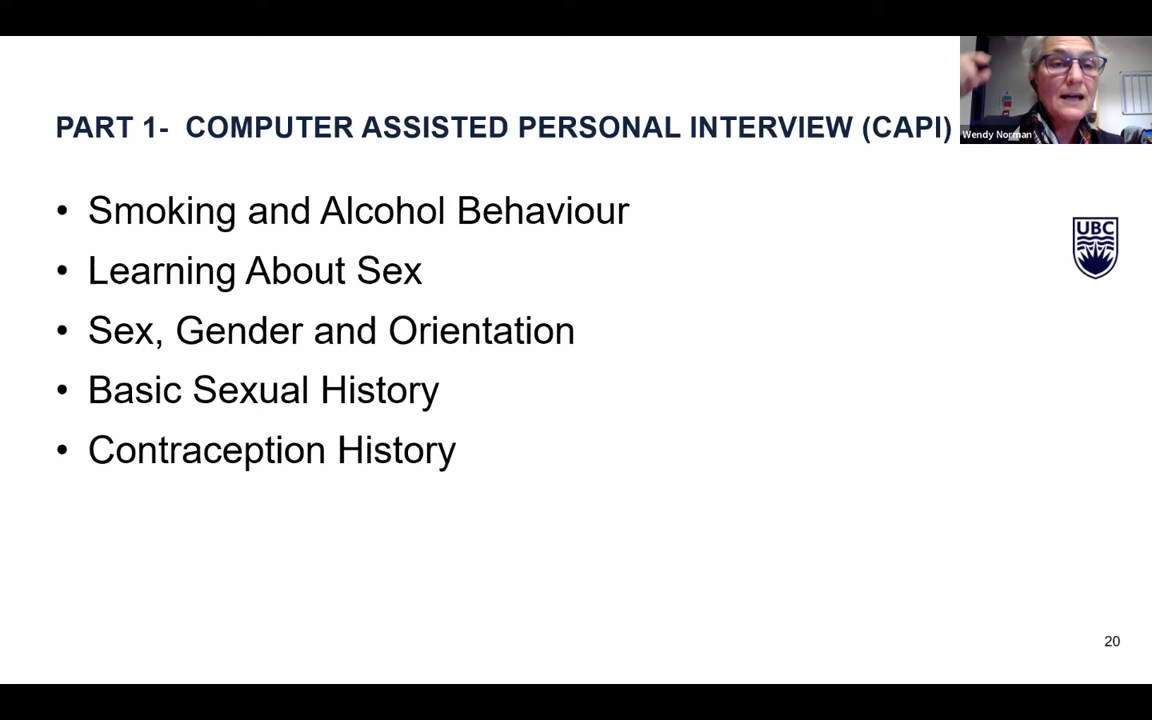 PART 1- COMPUTER ASSISTED PERSONAL INTERVIEW (CAPI)
Wendy Norman
• Smoking and Alcohol Behaviour
UBC
• Learning About Sex
• Sex, Gender and Orientation
• Basic Sexual History
• Contraception History
20